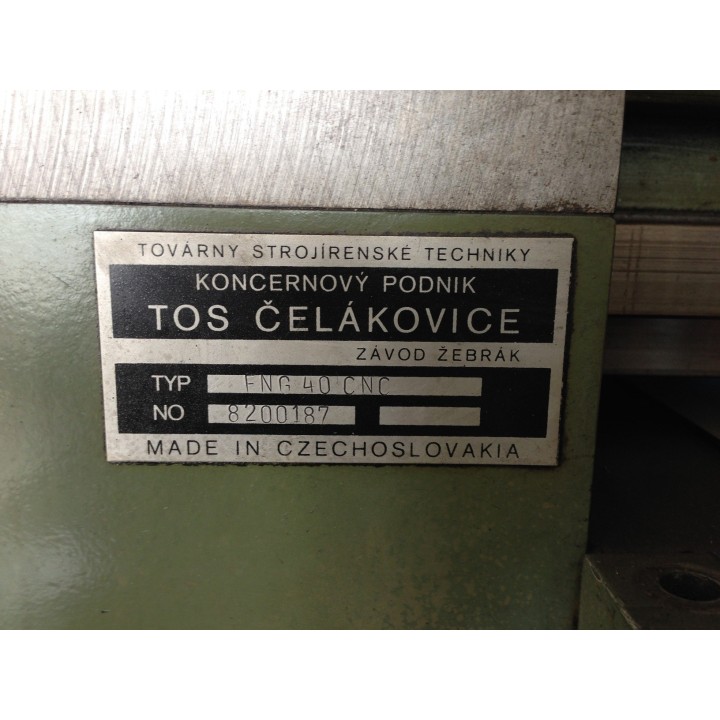 TOVÁRNY STROJÍRENSKÉ TECHNIKY
KONCERNOVÝ PODNIK
TOS ČELÁKOVICE
ZÁVOD ŽEBRÁK
TYP FNG 40 CNC
NO 8200187
MADE IN CZECHOSLOVAKIA